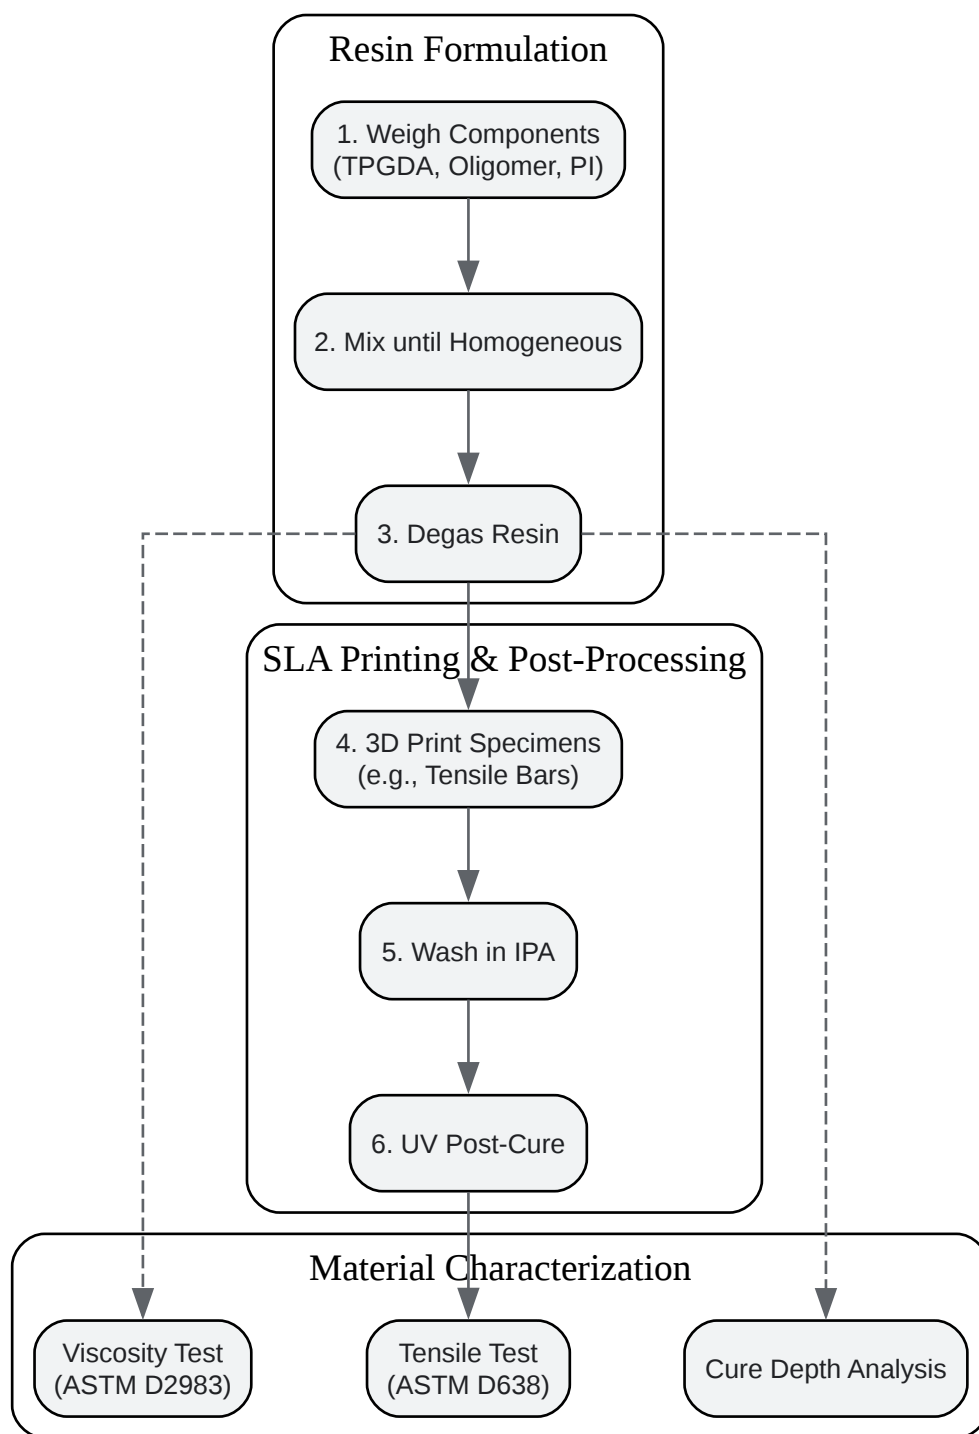 Resin Formulation
1. Weigh Components
(TPGDA, Oligomer, PI)
2. Mix until Homogeneous
3. Degas Resin
SLA Printing & Post-Processing
4. 3D Print Specimens
(e.g., Tensile Bars)
5. Wash in IPA
6. UV Post-Cure
Material Characterization
Viscosity Test
(ASTM D2983)
Tensile Test
(ASTM D638)
Cure Depth Analysis